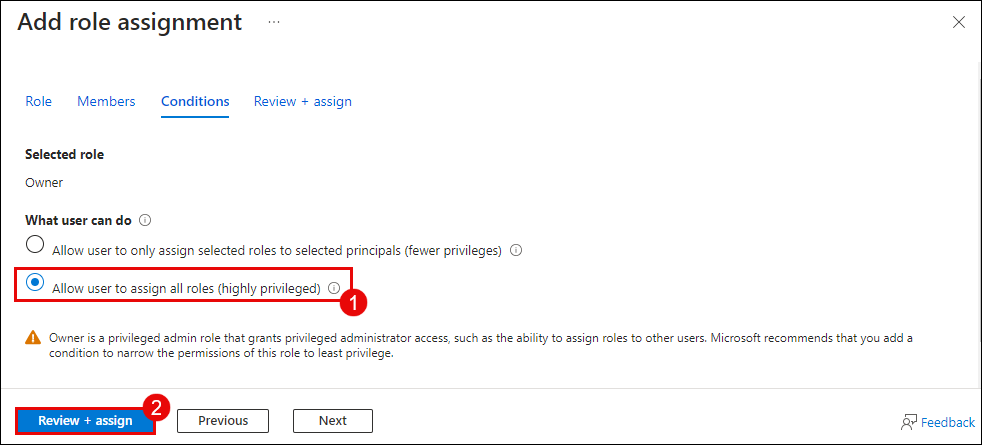 Add role assignment ...
Role Members Conditions Review + assign
Selected role
Owner
What user can do
Allow user to only assign selected roles to selected principals (fewer privileges)
Allow user to assign all roles (highly privileged)
1
Owner is a privileged admin role that grants privileged administrator access, such as the ability to assign roles to other users. Microsoft recommends that you add a
condition to narrow the permissions of this role to least privilege.
2
Review + assign Previous Next
Feedback